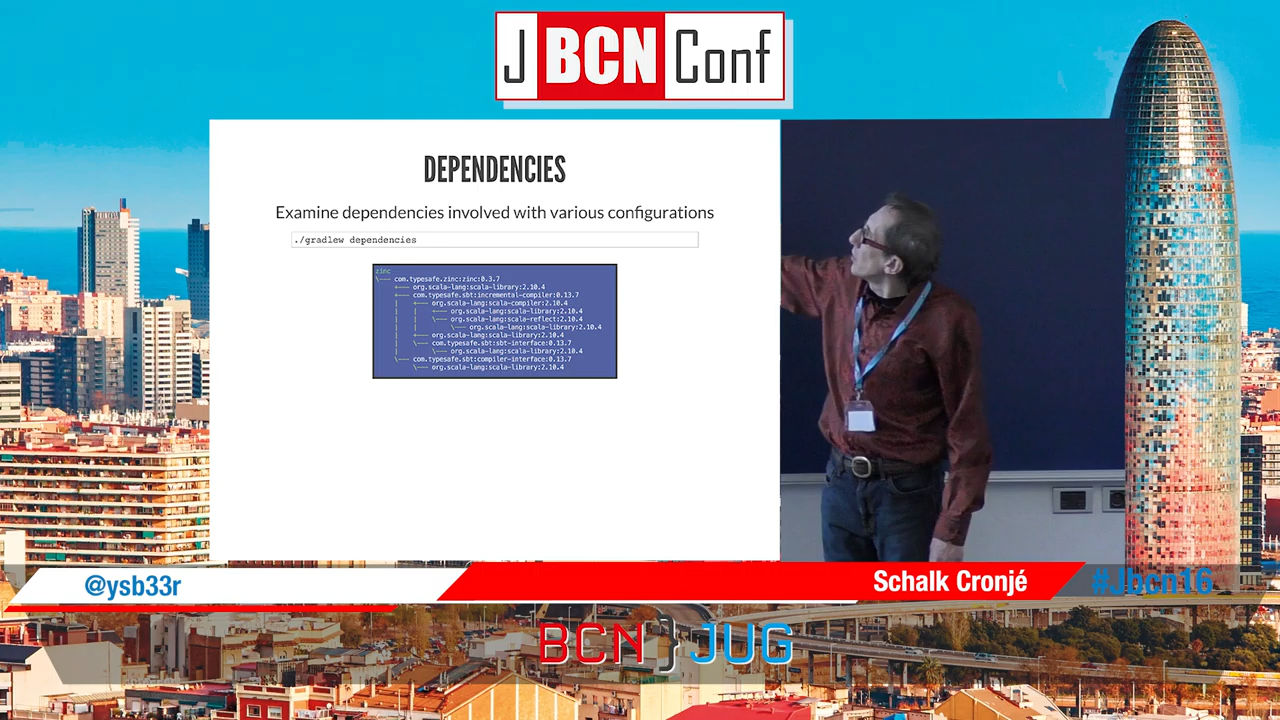 J BCN Conf
DEPENDENCIES
Examine dependencies involved with various configurations
./gradlew dependencies
zinc
\--- com.typesafe.zinc:zinc:0.3.7
     +--- org.scala-lang:scala-library:2.10.4
     +--- com.typesafe.sbt:incremental-compiler:0.13.7
     |    +--- org.scala-lang:scala-compiler:2.10.4
     |    |    +--- org.scala-lang:scala-library:2.10.4
     |    |    \--- org.scala-lang:scala-reflect:2.10.4
     |    |         \--- org.scala-lang:scala-library:2.10.4
     |    +--- org.scala-lang:scala-library:2.10.4
     |    \--- com.typesafe.sbt:sbt-interface:0.13.7
     |         \--- org.scala-lang:scala-library:2.10.4
     \--- com.typesafe.sbt:compiler-interface:0.13.7
          \--- org.scala-lang:scala-library:2.10.4
@ysb33r
Schalk Cronjé
#Jbcn16
BCN}JUG